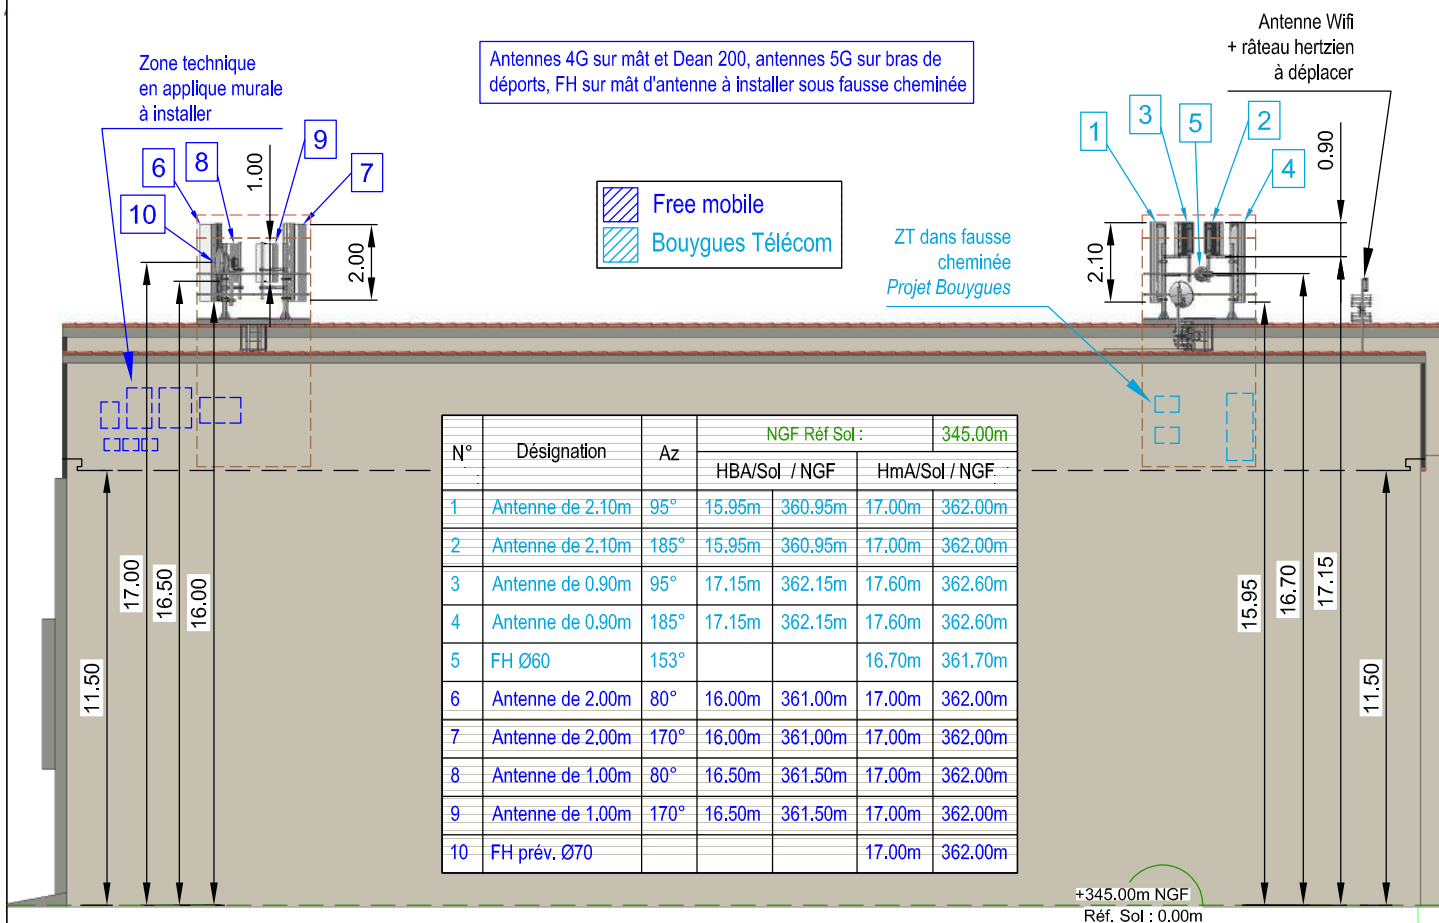 Antenne Wifi
+ râteau hertzien
à déplacer
Zone technique
en applique murale
à installer
Antennes 4G sur mât et Dean 200, antennes 5G sur bras de
déports, FH sur mât d'antenne à installer sous fausse cheminée
6
8
9
7
10
1.00
2.00
1
3
5
2
4
0.90
2.10
Free mobile
Bouygues Télécom
ZT dans fausse
cheminée
Projet Bouygues
N° Désignation Az NGF Réf Sol : 345.00m
HBA/Sol / NGF HmA/Sol / NGF
1 Antenne de 2.10m 95° 15.95m 360.95m 17.00m 362.00m
2 Antenne de 2.10m 185° 15.95m 360.95m 17.00m 362.00m
3 Antenne de 0.90m 95° 17.15m 362.15m 17.60m 362.60m
4 Antenne de 0.90m 185° 17.15m 362.15m 17.60m 362.60m
5 FH Ø60 153° 16.70m 361.70m
6 Antenne de 2.00m 80° 16.00m 361.00m 17.00m 362.00m
7 Antenne de 2.00m 170° 16.00m 361.00m 17.00m 362.00m
8 Antenne de 1.00m 80° 16.50m 361.50m 17.00m 362.00m
9 Antenne de 1.00m 170° 16.50m 361.50m 17.00m 362.00m
10 FH prév. Ø70 17.00m 362.00m
11.50
17.00
16.50
16.00
15.95
16.70
17.15
11.50
+345.00m NGF
Réf. Sol : 0.00m